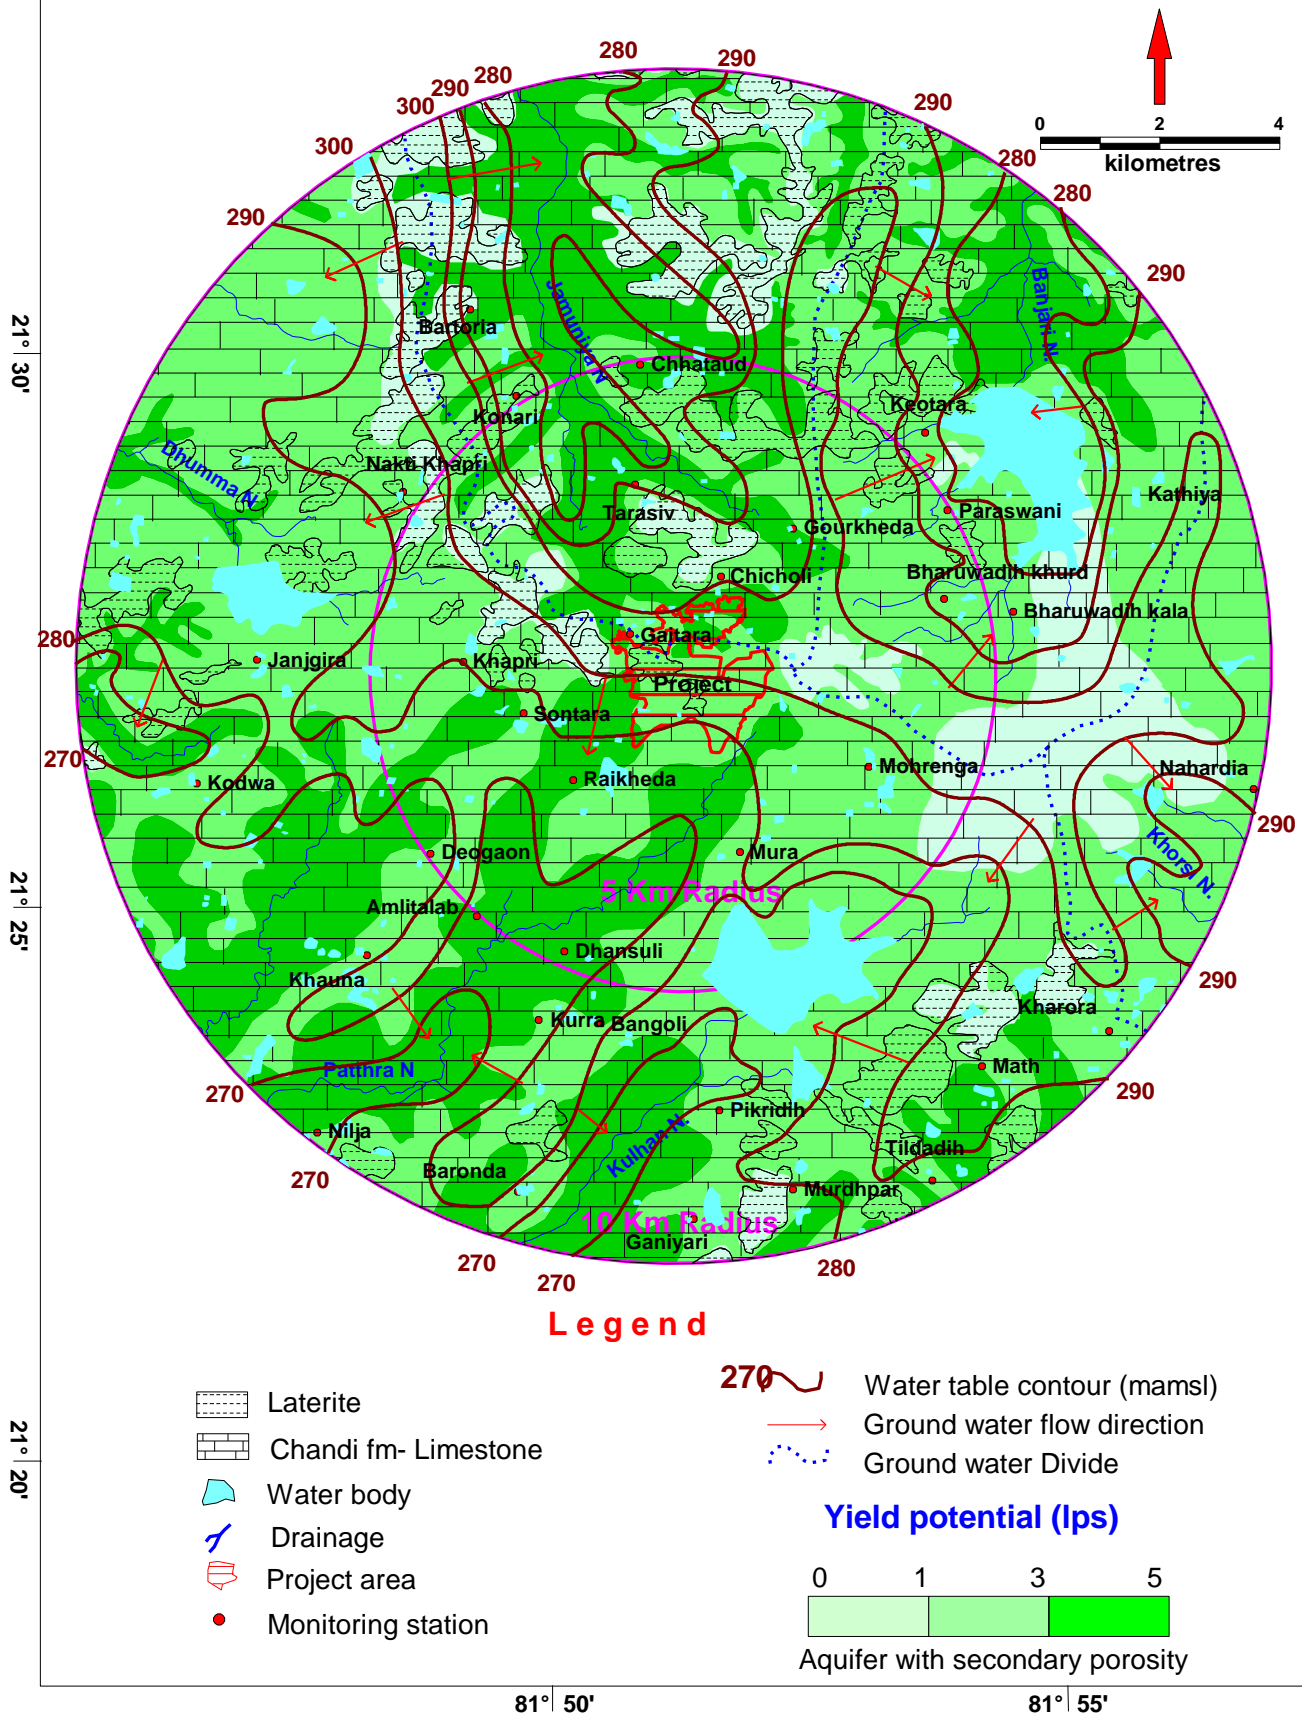 280
290
280
290
300
300
290
290
280
280
290
0 2 4
kilometres
21° 30'
Bartoria
Jamuniya N
Banjari N.
Chhataud
Keotara
Konari
Nakti Khapri
Dhumma N
Kathiya
Tarasiv
Gourkheda
Paraswani
Chicholi
Bharuwadih khurd
Bharuwadih kala
280
Gaitara
Janjgira
Khapri
Project
Sontara
270
Kodwa
Raikheda
Mohrenga
Nahardia
290
Deogaon
Mura
Khorsi N.
5 Km Radius
21° 25'
Amlitalab
Dhansuli
Khauna
290
Kharora
Kurra
Bangoli
Patthra N
Math
270
290
Pikridih
Nilja
Kulhan N.
Tildadih
270
Baronda
Murdhpar
10 Km Radius
Ganiyari
270
270
280
Legend
270
Water table contour (mamsl)
Laterite
Ground water flow direction
Chandi fm- Limestone
Ground water Divide
21° 20'
Water body
Yield potential (lps)
Drainage
Project area
0 1 3 5
Monitoring station
Aquifer with secondary porosity
81° 50'
81° 55'